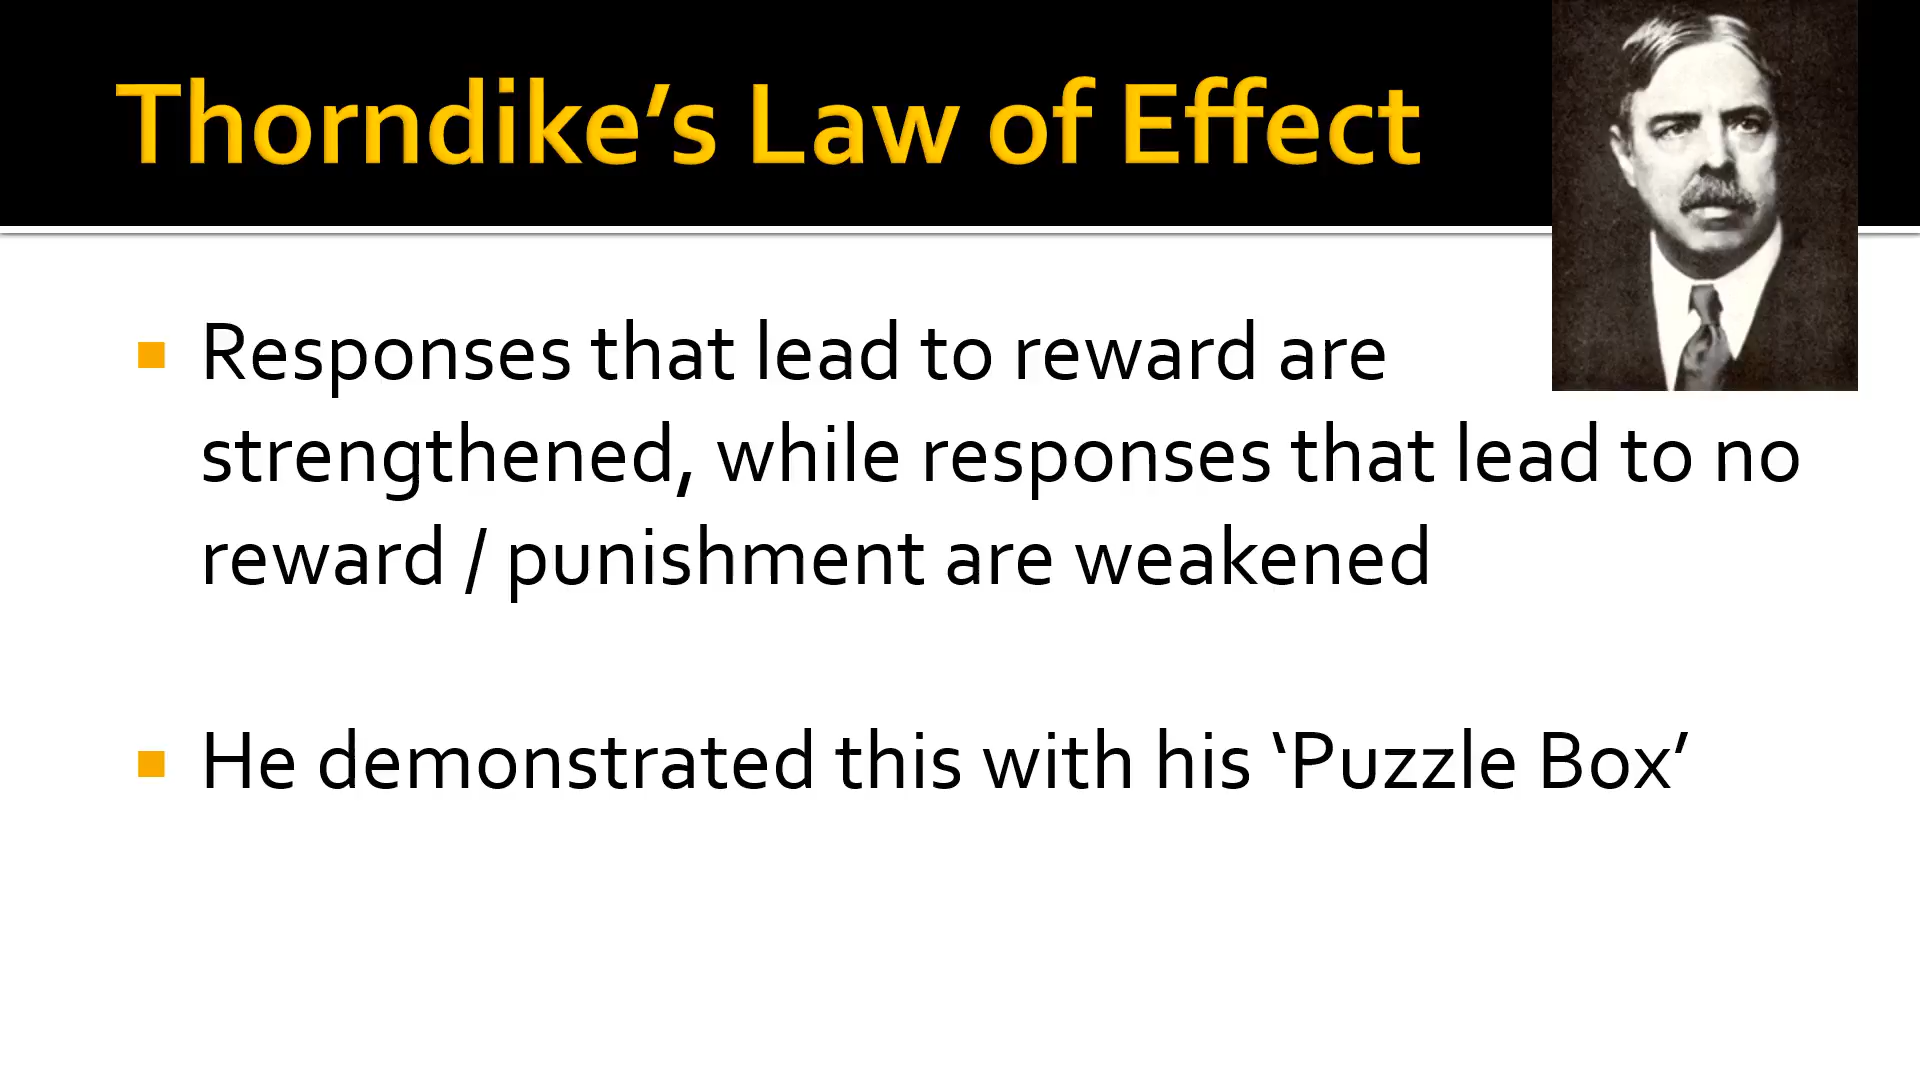 Thorndike’s Law of Effect
Responses that lead to reward are
strengthened, while responses that lead to no
reward / punishment are weakened
He demonstrated this with his ‘Puzzle Box’